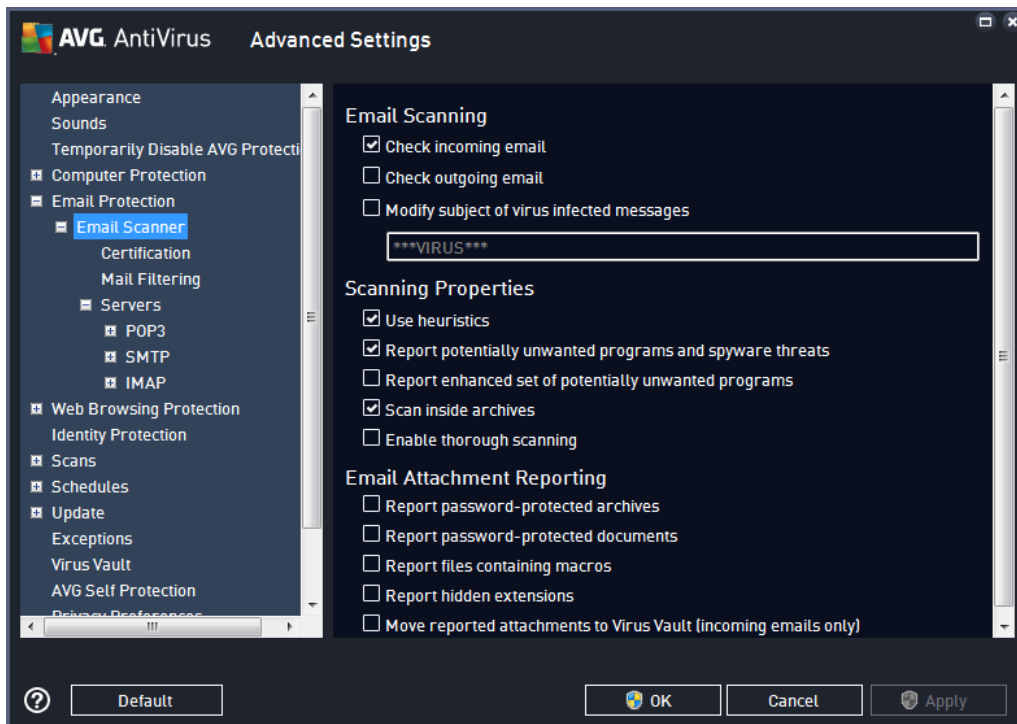 AVG AntiVirus Advanced Settings
Appearance
Sounds
Temporarily Disable AVG Protecti
Computer Protection
Email Protection
Email Scanner
Certification
Mail Filtering
Servers
POP3
SMTP
IMAP
Web Browsing Protection
Identity Protection
Scans
Schedules
Update
Exceptions
Virus Vault
AVG Self Protection
Privacy Preferences
Email Scanning
Check incoming email
Check outgoing email
Modify subject of virus infected messages
***VIRUS***
Scanning Properties
Use heuristics
Report potentially unwanted programs and spyware threats
Report enhanced set of potentially unwanted programs
Scan inside archives
Enable thorough scanning
Email Attachment Reporting
Report password-protected archives
Report password-protected documents
Report files containing macros
Report hidden extensions
Move reported attachments to Virus Vault (incoming emails only)
? Default OK Cancel Apply